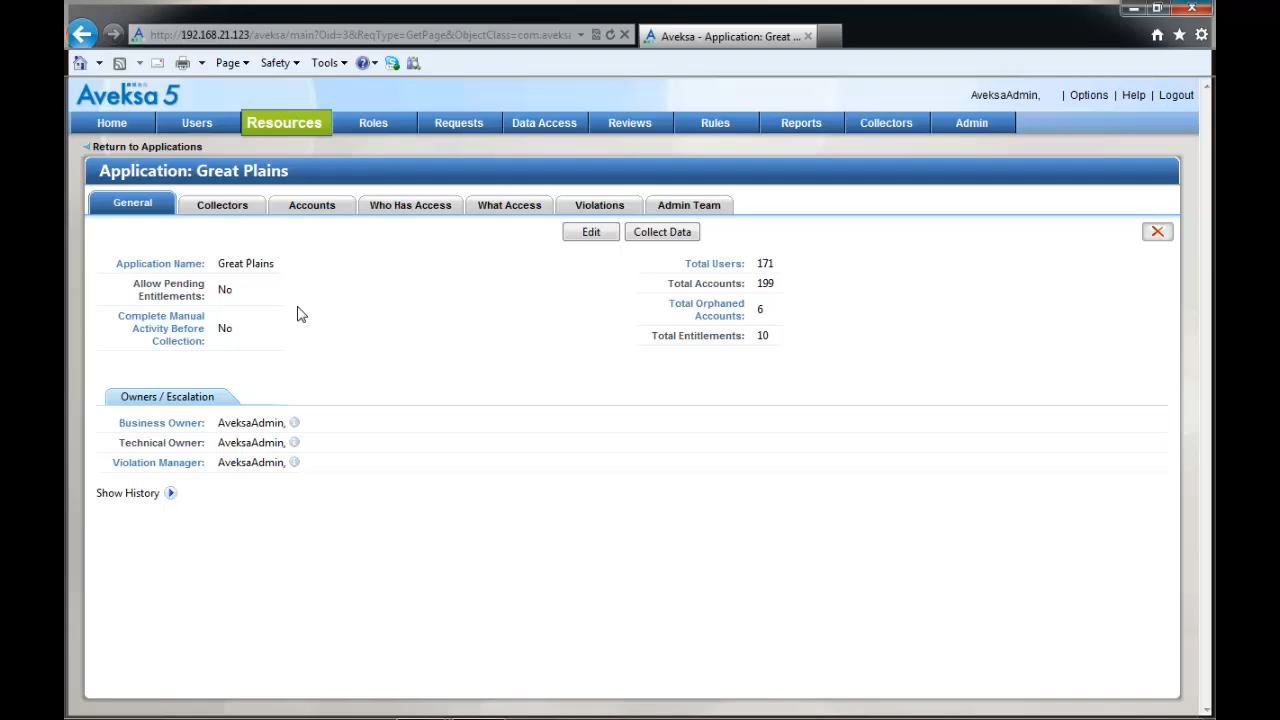 http://192.168.21.123/aveksa/main?Oid=3&ReqType=GetPage&ObjectClass=com.aveksa
Aveksa - Application: Great ...
Page Safety Tools
Aveksa 5
AveksaAdmin, | Options | Help | Logout
Home Users Resources Roles Requests Data Access Reviews Rules Reports Collectors Admin
Return to Applications
Application: Great Plains
General Collectors Accounts Who Has Access What Access Violations Admin Team
Edit Collect Data
Application Name: Great Plains
Allow Pending
Entitlements: No
Complete Manual
Activity Before
Collection: No
Total Users: 171
Total Accounts: 199
Total Orphaned
Accounts: 6
Total Entitlements: 10
Owners / Escalation
Business Owner: AveksaAdmin,
Technical Owner: AveksaAdmin,
Violation Manager: AveksaAdmin,
Show History